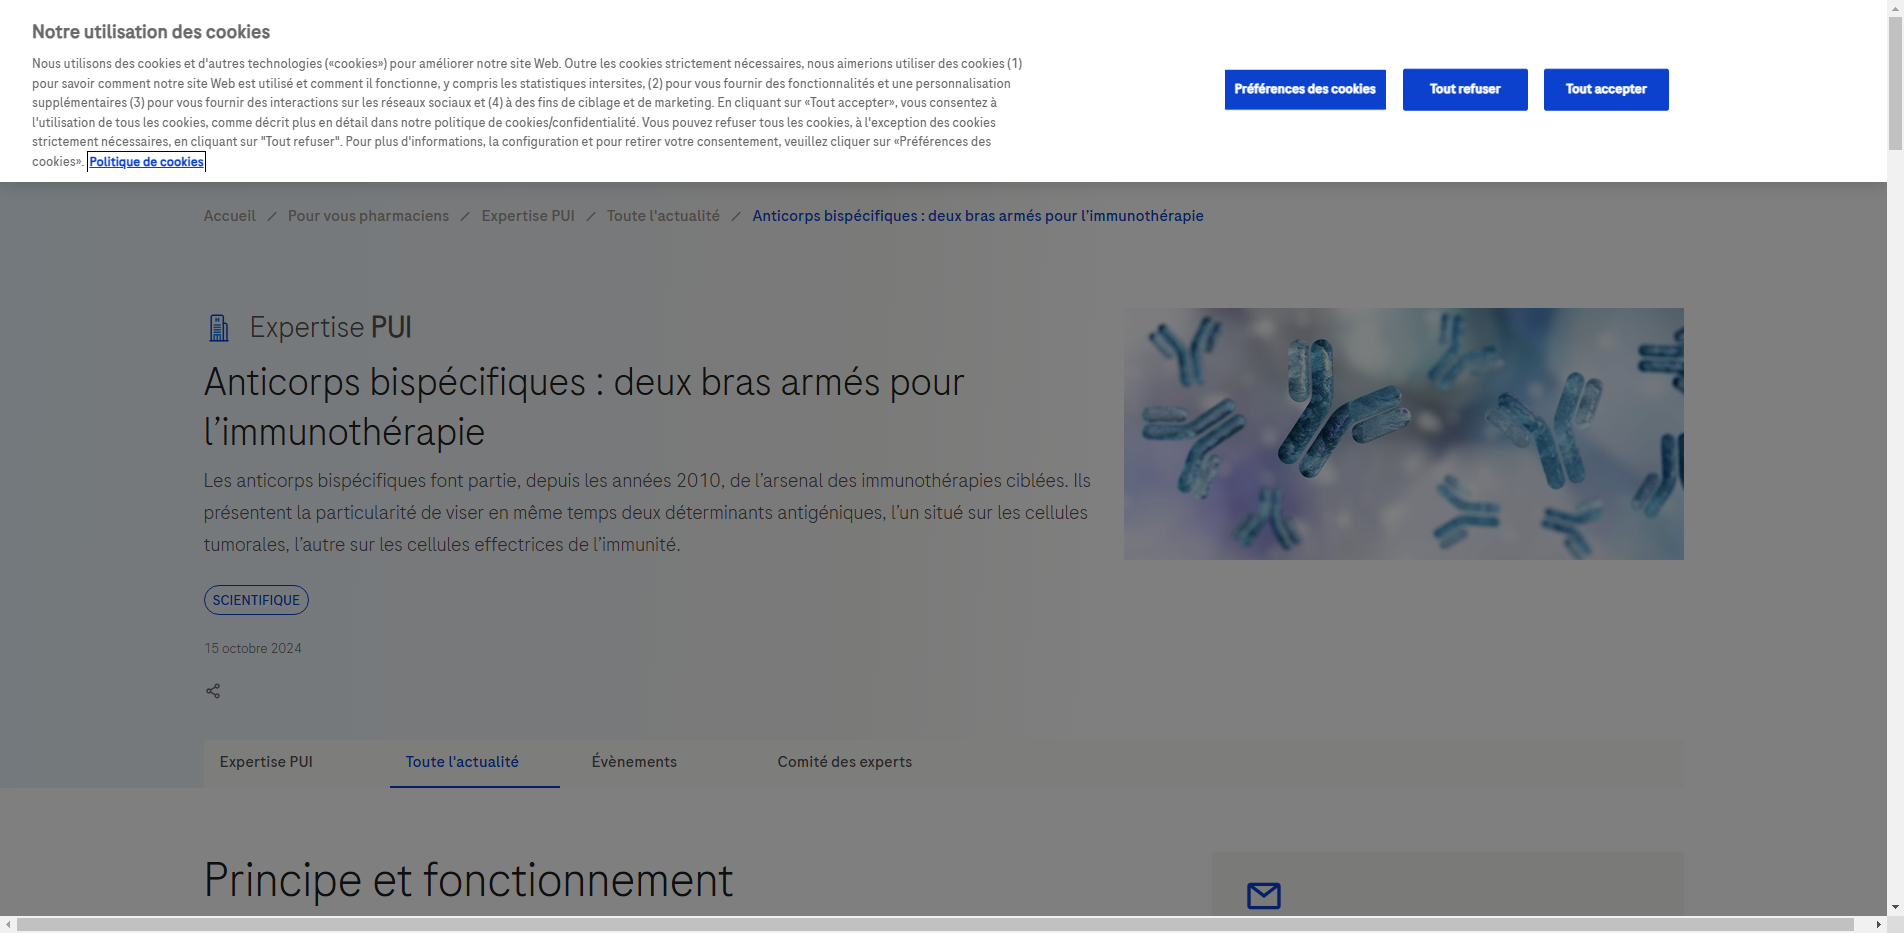 Notre utilisation des cookies
Nous utilisons des cookies et d'autres technologies («cookies») pour améliorer notre site Web. Outre les cookies strictement nécessaires, nous aimerions utiliser des cookies (1)
pour savoir comment notre site Web est utilisé et comment il fonctionne, y compris les statistiques intersites, (2) pour vous fournir des fonctionnalités et une personnalisation
supplémentaires (3) pour vous fournir des interactions sur les réseaux sociaux et (4) à des fins de ciblage et de marketing. En cliquant sur «Tout accepter», vous consentez à
l'utilisation de tous les cookies, comme décrit plus en détail dans notre politique de cookies/confidentialité. Vous pouvez refuser tous les cookies, à l'exception des cookies
strictement nécessaires, en cliquant sur "Tout refuser". Pour plus d'informations, la configuration et pour retirer votre consentement, veuillez cliquer sur «Préférences des
cookies». Politique de cookies
Préférences des cookies
Tout refuser
Tout accepter
Accueil / Pour vous pharmaciens / Expertise PUI / Toute l'actualité / Anticorps bispécifiques : deux bras armés pour l’immunothérapie
Expertise PUI
Anticorps bispécifiques : deux bras armés pour
l’immunothérapie
Les anticorps bispécifiques font partie, depuis les années 2010, de l’arsenal des immunothérapies ciblées. Ils
présentent la particularité de viser en même temps deux déterminants antigéniques, l’un situé sur les cellules
tumorales, l’autre sur les cellules effectrices de l’immunité.
SCIENTIFIQUE
15 octobre 2024
Expertise PUI
Toute l'actualité
Évènements
Comité des experts
Principe et fonctionnement